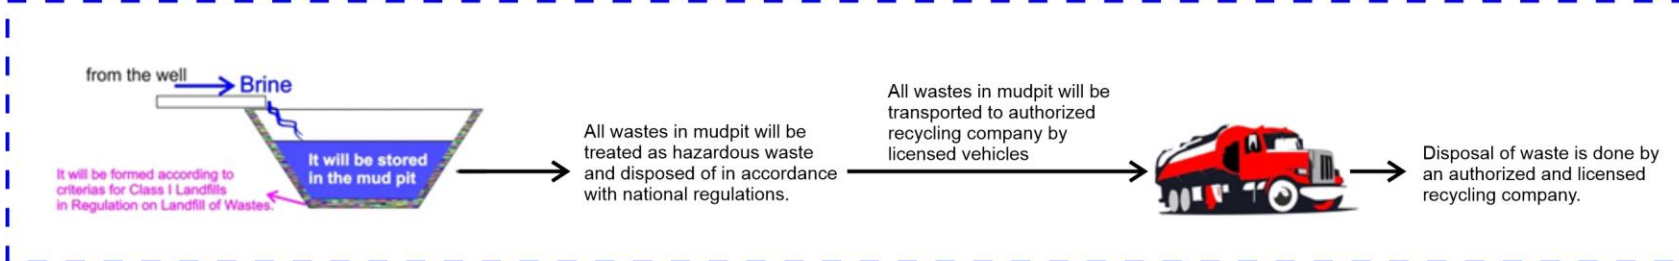 from the well
Brine
It will be stored
in the mud pit
It will be formed according to
criterias for Class I Landfills
in Regulation on Landfill of Wastes.
All wastes in mudpit will be
treated as hazardous waste
and disposed of in accordance
with national regulations.
All wastes in mudpit will be
transported to authorized
recycling company by
licensed vehicles
Disposal of waste is done by
an authorized and licensed
recycling company.